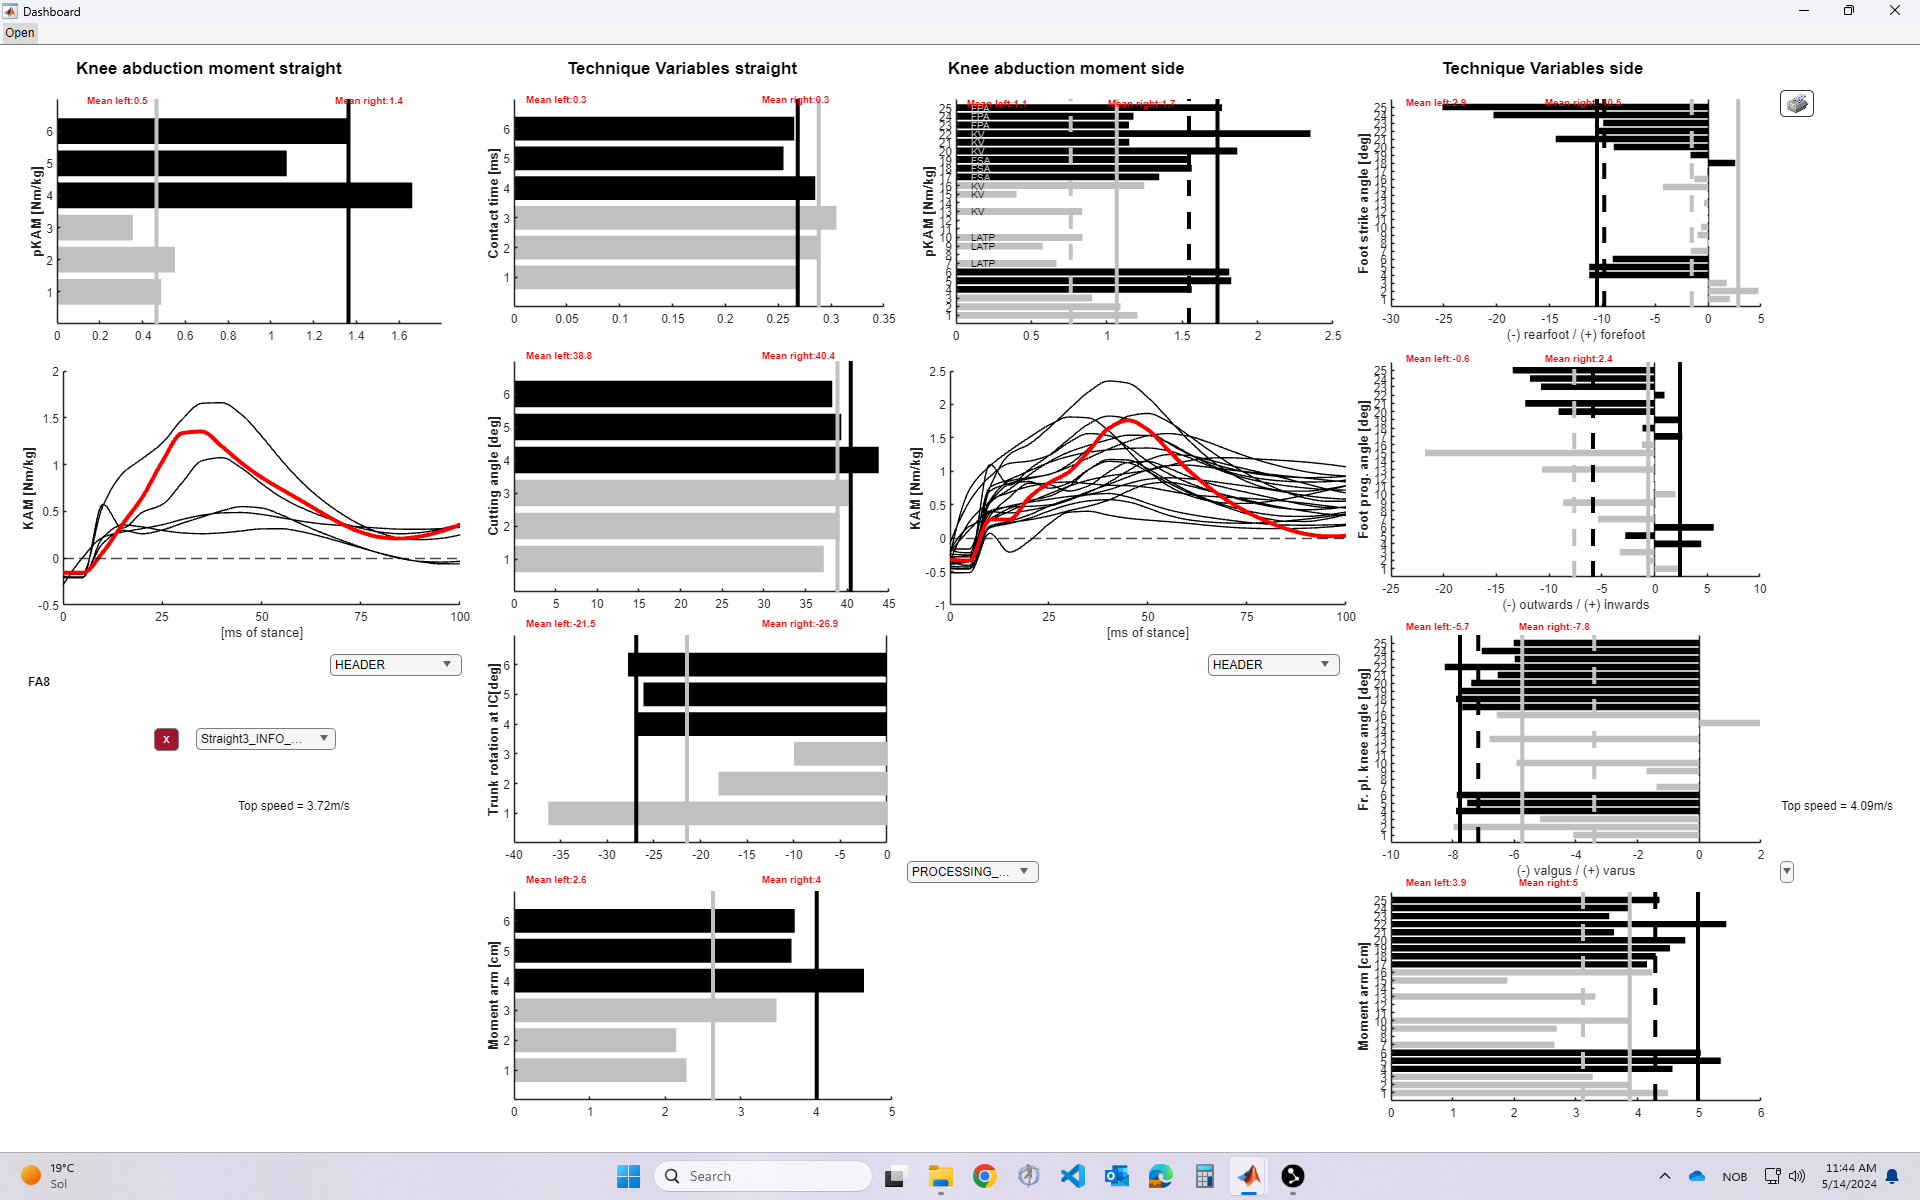 Dashboard
Open
Knee abduction moment straight
Technique Variables straight
Knee abduction moment side
Technique Variables side
Mean left:0.5
Mean right:1.4
pKAM [Nm/kg]
6
5
4
3
2
1
0 0.2 0.4 0.6 0.8 1 1.2 1.4 1.6
Mean left:0.3
Mean right:0.3
Contact time [ms]
6
5
4
3
2
1
0 0.05 0.1 0.15 0.2 0.25 0.3 0.35
Mean left:1.1
Mean right:1.7
pKAM [Nm/kg]
25
24
23
22
21
20
19
18
17
16
15
13
12
11
10
9
8
7
6
5
4
3
2
1
FPA
FPA
FPA
KV
KV
KV
FSA
FSA
FSA
KV
KV
KV
LATP
LATP
LATP
0 0.5 1 1.5 2 2.5
Mean left:2.9
Foot strike angle [deg]
25
24
23
22
21
20
19
18
17
16
15
14
13
12
11
10
9
8
7
6
5
4
3
2
1
-30 -25 -20 -15 -10 -5 0 5
(-) rearfoot / (+) forefoot
KAM [Nm/kg]
2
1.5
1
0.5
0
-0.5
0 25 50 75 100
[ms of stance]
Mean left:38.8
Mean right:40.4
Cutting angle [deg]
6
5
4
3
2
1
0 5 10 15 20 25 30 35 40 45
KAM [Nm/kg]
2.5
2
1.5
1
0.5
0
-0.5
-1
0 25 50 75 100
[ms of stance]
Mean left:-0.6
Mean right:2.4
Foot prog. angle [deg]
25
24
23
22
21
20
19
18
17
16
15
14
13
12
11
10
9
8
7
6
5
4
3
2
1
-25 -20 -15 -10 -5 0 5 10
(-) outwards / (+) inwards
HEADER
FA8
x
Straight3_INFO_...
Top speed = 3.72m/s
Mean left:-21.5
Mean right:-26.9
Trunk rotation at IC[deg]
6
5
4
3
2
1
-40 -35 -30 -25 -20 -15 -10 -5 0
HEADER
PROCESSING_...
Mean left:-5.7
Mean right:-7.8
Fr. pl. knee angle [deg]
25
24
23
22
21
20
19
18
17
16
15
14
13
12
11
10
9
8
7
6
5
4
3
2
1
-10 -8 -6 -4 -2 0 2
(-) valgus / (+) varus
Top speed = 4.09m/s
Mean left:2.6
Mean right:4
Moment arm [cm]
6
5
4
3
2
1
0 1 2 3 4 5
Mean left:3.9
Mean right:5
Moment arm [cm]
25
24
23
22
21
20
19
18
17
16
15
14
13
12
11
10
9
8
7
6
5
4
3
2
1
0 1 2 3 4 5 6
19°C
Sol
Search
NOB
11:44 AM
5/14/2024